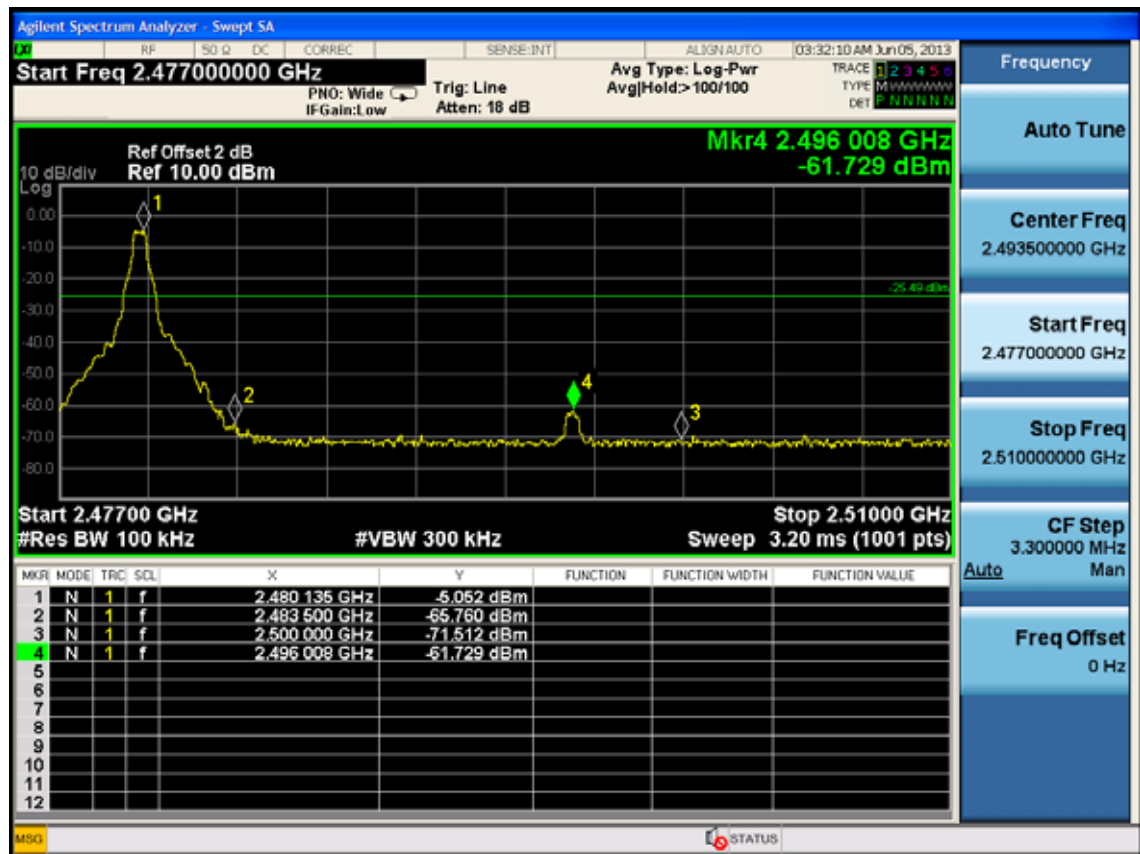 Agilent Spectrum Analyzer - Swept SA
RF 50 Ω DC CORREC SENSE:INT ALIGN AUTO 03:32:10 AM Jun 05, 2013
Start Freq 2.477000000 GHz
PNO: Wide
IFGain:Low
Trig: Line
Atten: 18 dB
Avg Type: Log-Pwr
Avg|Hold:>100/100
TRACE 1 2 3 4 5 6
TYPE M W W W W W
DET P N N N N N
Mkr4 2.496 008 GHz
-61.729 dBm
Ref Offset 2 dB
10 dB/div Ref 10.00 dBm
Log
0.00
-10.0
-20.0
-30.0
-40.0
-50.0
-60.0
-70.0
-80.0
1
-25.49 dBm
2
4
3
Start 2.47700 GHz Stop 2.51000 GHz
#Res BW 100 kHz #VBW 300 kHz Sweep 3.20 ms (1001 pts)
MKR MODE TRC SCL X Y FUNCTION FUNCTION WIDTH FUNCTION VALUE
1 N 1 f 2.480 135 GHz -5.052 dBm
2 N 1 f 2.483 500 GHz -65.760 dBm
3 N 1 f 2.500 000 GHz -71.512 dBm
4 N 1 f 2.496 008 GHz -61.729 dBm
5
6
7
8
9
10
11
12
MSG STATUS
Frequency
Auto Tune
Center Freq
2.493500000 GHz
Start Freq
2.477000000 GHz
Stop Freq
2.510000000 GHz
CF Step
3.300000 MHz
Auto Man
Freq Offset
0 Hz